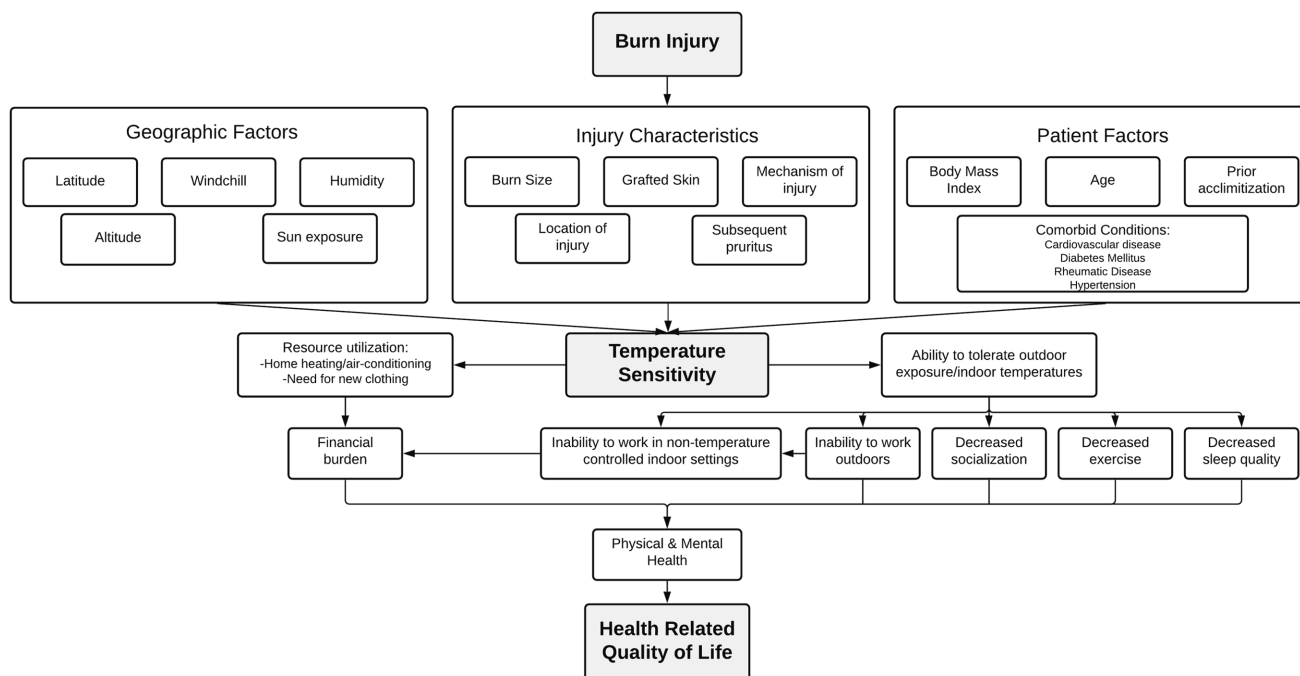 Burn Injury
Geographic Factors
Latitude
Windchill
Humidity
Altitude
Sun exposure
Injury Characteristics
Burn Size
Grafted Skin
Mechanism of
injury
Location of
injury
Subsequent
pruritus
Patient Factors
Body Mass
Index
Age
Prior
acclimitization
Comorbid Conditions:
Cardiovascular disease
Diabetes Mellitus
Rheumatic Disease
Hypertension
Resource utilization:
-Home heating/air-conditioning
-Need for new clothing
Temperature
Sensitivity
Ability to tolerate outdoor
exposure/indoor temperatures
Financial
burden
Inability to work in non-temperature
controlled indoor settings
Inability to work
outdoors
Decreased
socialization
Decreased
exercise
Decreased
sleep quality
Physical & Mental
Health
Health Related
Quality of Life